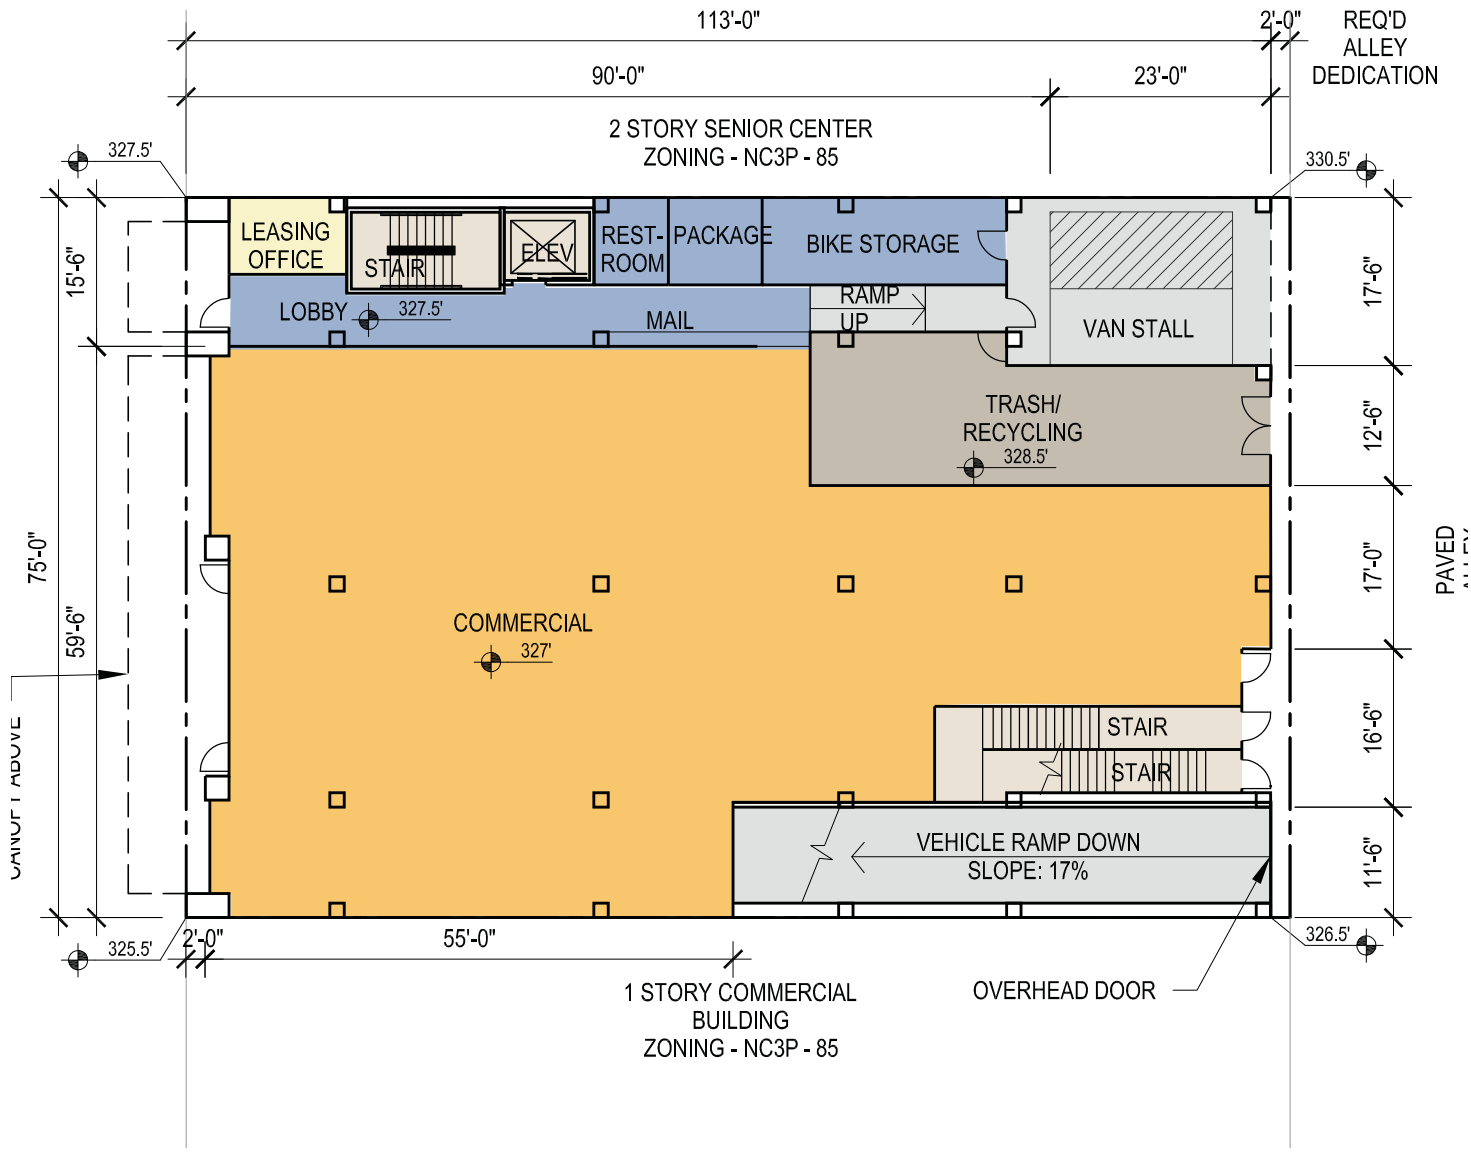 113'-0"
2'-0"
REQ'D
ALLEY
DEDICATION
90'-0"
23'-0"
2 STORY SENIOR CENTER
ZONING - NC3P - 85
327.5'
330.5'
LEASING
OFFICE
STAIR
ELEV
REST-
ROOM
PACKAGE
BIKE STORAGE
15'-6"
17'-6"
LOBBY
327.5'
MAIL
RAMP
UP
VAN STALL
TRASH/
RECYCLING
328.5'
12'-6"
75'-0"
59'-6"
17'-0"
PAVED
ALLEY
COMMERCIAL
327'
CANOPY ABOVE
STAIR
STAIR
16'-6"
VEHICLE RAMP DOWN
SLOPE: 17%
11'-6"
325.5'
2'-0"
55'-0"
326.5'
1 STORY COMMERCIAL
BUILDING
ZONING - NC3P - 85
OVERHEAD DOOR